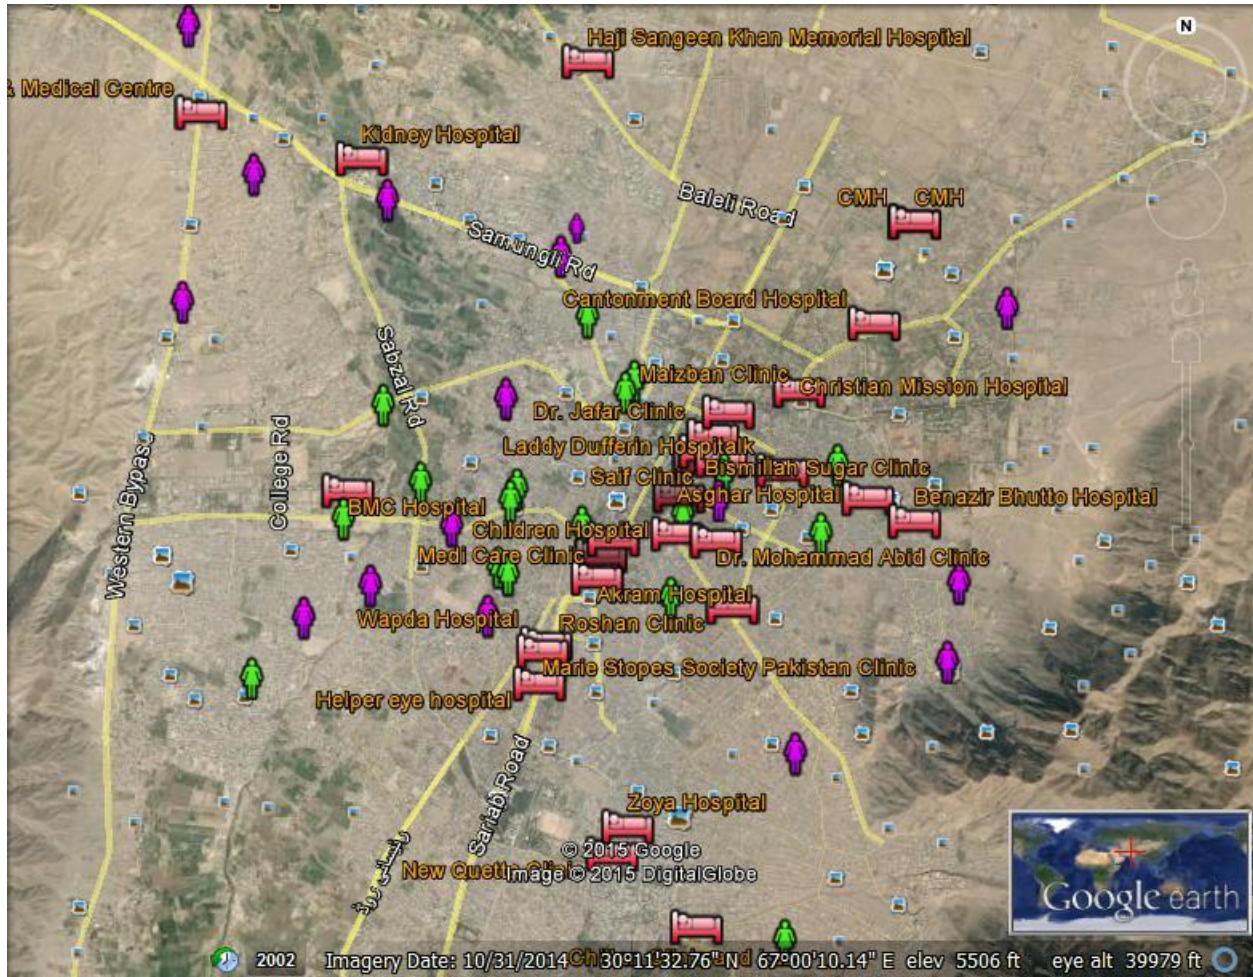 N
Haji Sangeen Khan Memorial Hospital
& Medical Centre
Kidney Hospital
Baleli Road
CMH CMH
Samungli Rd
Cantonment Board Hospital
Sabzal Rd
Maizban Clinic
Christian Mission Hospital
Dr. Jafar Clinic
Laddy Dufferin Hospitalk
Bismillah Sugar Clinic
Saif Clinic
Asghar Hospital
Benazir Bhutto Hospital
College Rd
Western Bypass
BMC Hospital
Children Hospital
Medi Care Clinic
Dr. Mohammad Abid Clinic
Akram Hospital
Wapda Hospital
Roshan Clinic
Marie Stopes Society Pakistan Clinic
Helper eye hospital
Sariab Road
Zoya Hospital
رئیسانی روڈ
© 2015 Google
New Quetta Clinic
Image © 2015 DigitalGlobe
Google earth
2002
Imagery Date: 10/31/2014 30°11'32.76" N 67°00'10.14" E elev 5506 ft eye alt 39979 ft